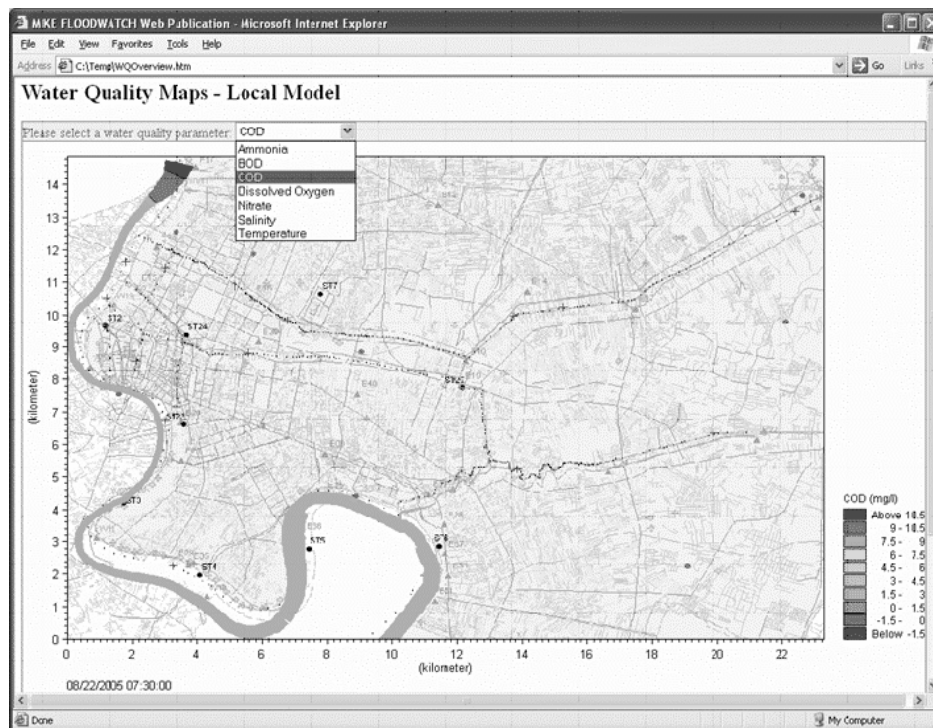 MIKE FLOODWATCH Web Publication - Microsoft Internet Explorer
File Edit View Favorites Tools Help
Address C:\Temp\WQOverview.htm Go Links
Water Quality Maps - Local Model
Please select a water quality parameter: COD
Ammonia
BOD
COD
Dissolved Oxygen
Nitrate
Salinity
Temperature
14
13
12
11
10
9
8
7
6
5
4
3
2
1
0
(kilometer)
ST7
ST2
ST24
ST3
ST5
ST4
0 2 4 6 8 10 12 14 16 18 20 22
(kilometer)
08/22/2005 07:30:00
COD (mg/l)
Above 10.5
9 - 10.5
7.5 - 9
6 - 7.5
4.5 - 6
3 - 4.5
1.5 - 3
0 - 1.5
-1.5 - 0
Below -1.5
Done My Computer